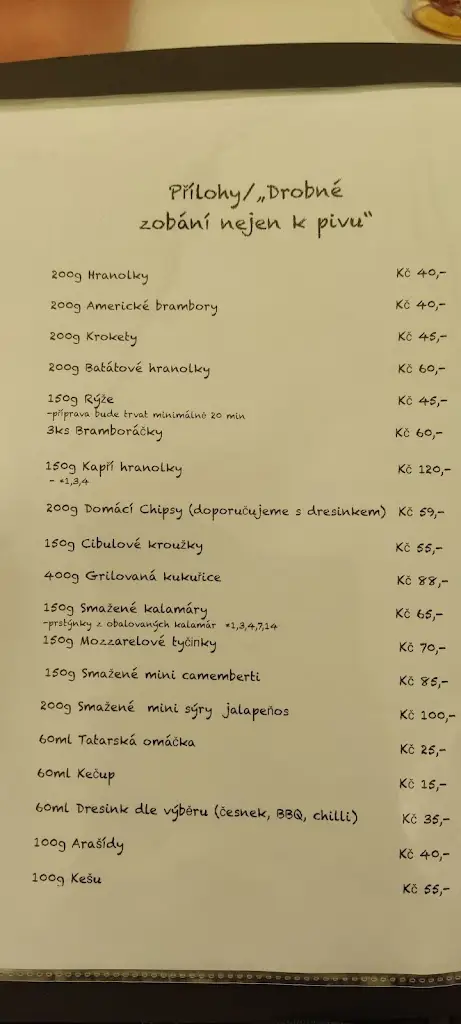 Přílohy/„Drobné
zobání nejen k pivu“
200g Hranolky Kč 40,-
200g Americké brambory Kč 40,-
200g Krokety Kč 45,-
200g Batátové hranolky Kč 60,-
150g Rýže Kč 45,-
-příprava bude trvat minimálně 20 min
3ks Bramboráčky Kč 60,-
150g Kapří hranolky Kč 120,-
- *1,3,4
200g Domácí Chipsy (doporučujeme s dresinkem) Kč 59,-
150g Cibulové kroužky Kč 55,-
400g Grilovaná kukuřice Kč 88,-
150g Smažené kalamáry Kč 65,-
-prstýnky z obalovaných kalamár *1,3,4,7,14
150g Mozzarelové tyčinky Kč 70,-
150g Smažené mini camemberti Kč 85,-
200g Smažené mini sýry jalapeños Kč 100,-
60ml Tatarská omáčka Kč 25,-
60ml Kečup Kč 15,-
60ml Dresink dle výběru (česnek, BBQ, chilli) Kč 35,-
100g Arašídy Kč 40,-
100g Kešu Kč 55,-